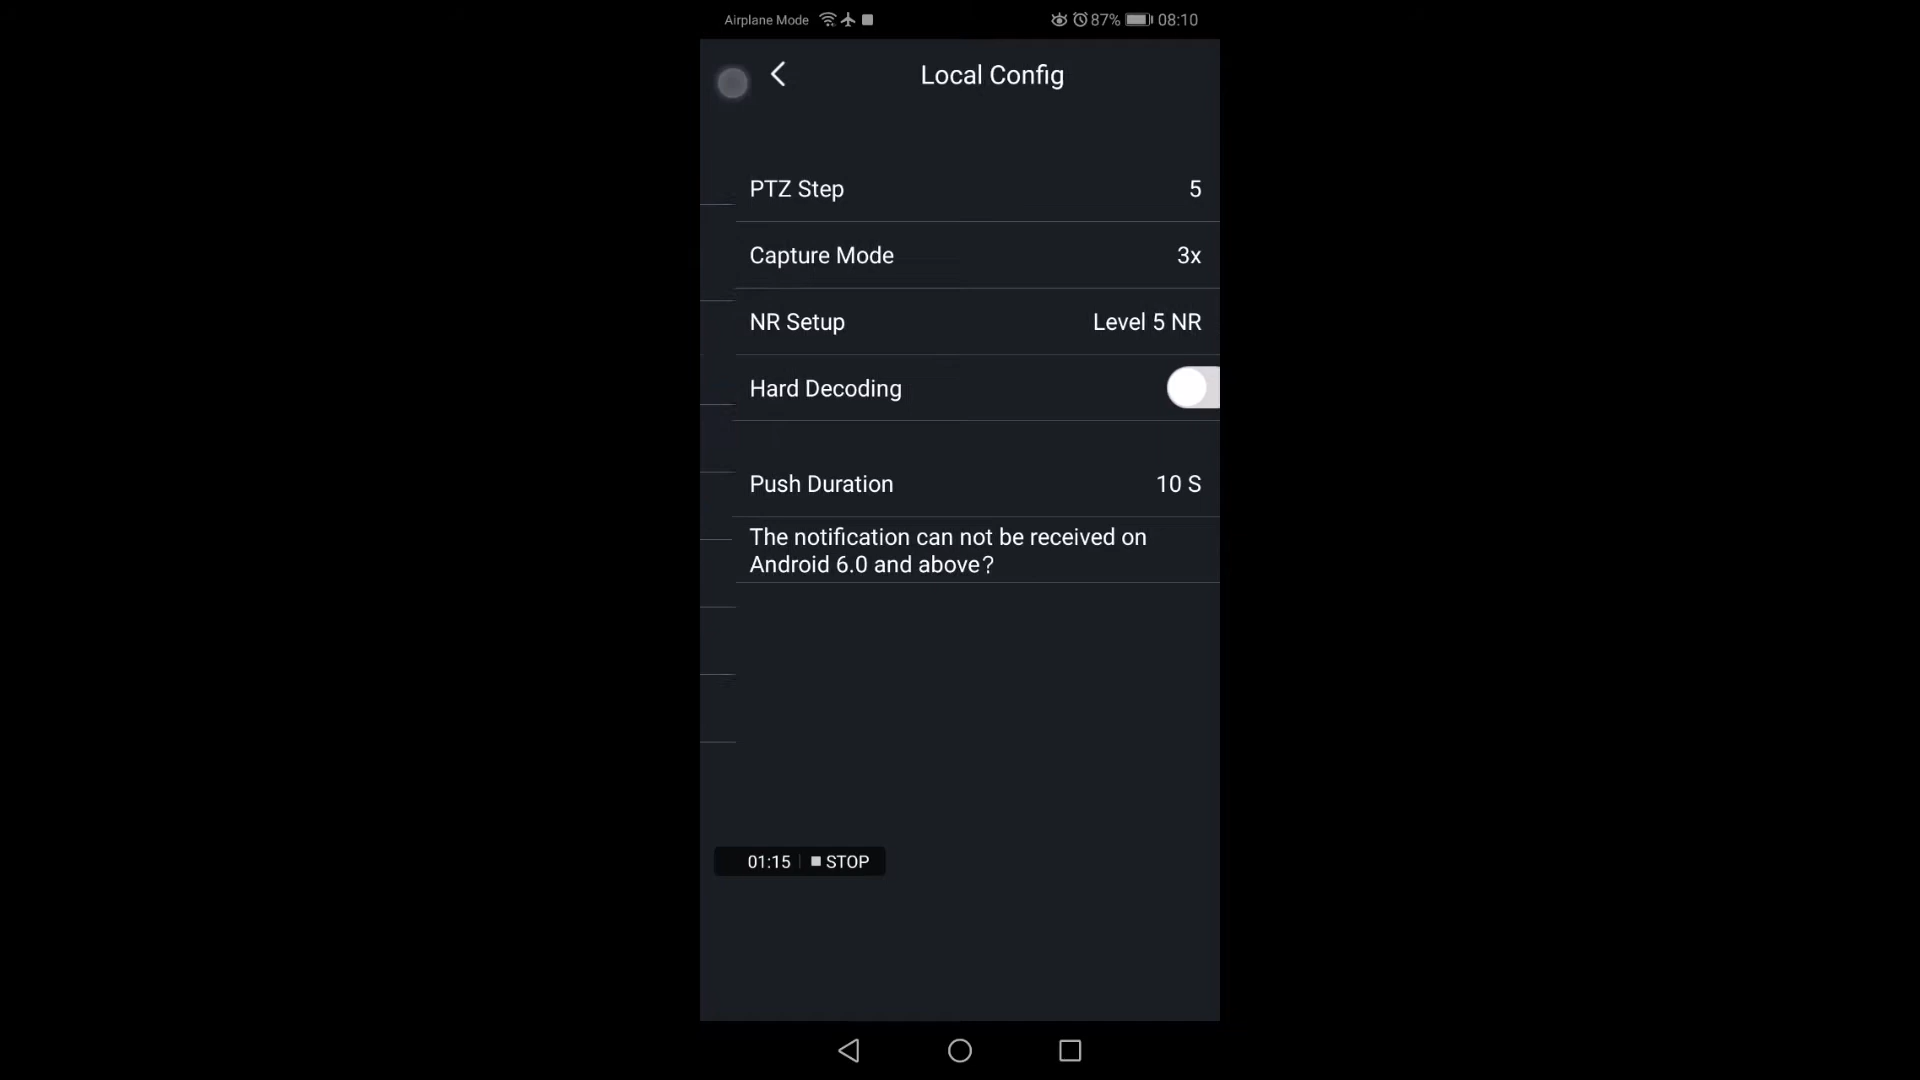 Airplane Mode 87% 08:10
Local Config
PTZ Step 5
Capture Mode 3x
NR Setup Level 5 NR
Hard Decoding
Push Duration 10 S
The notification can not be received on
Android 6.0 and above?
01:15 STOP